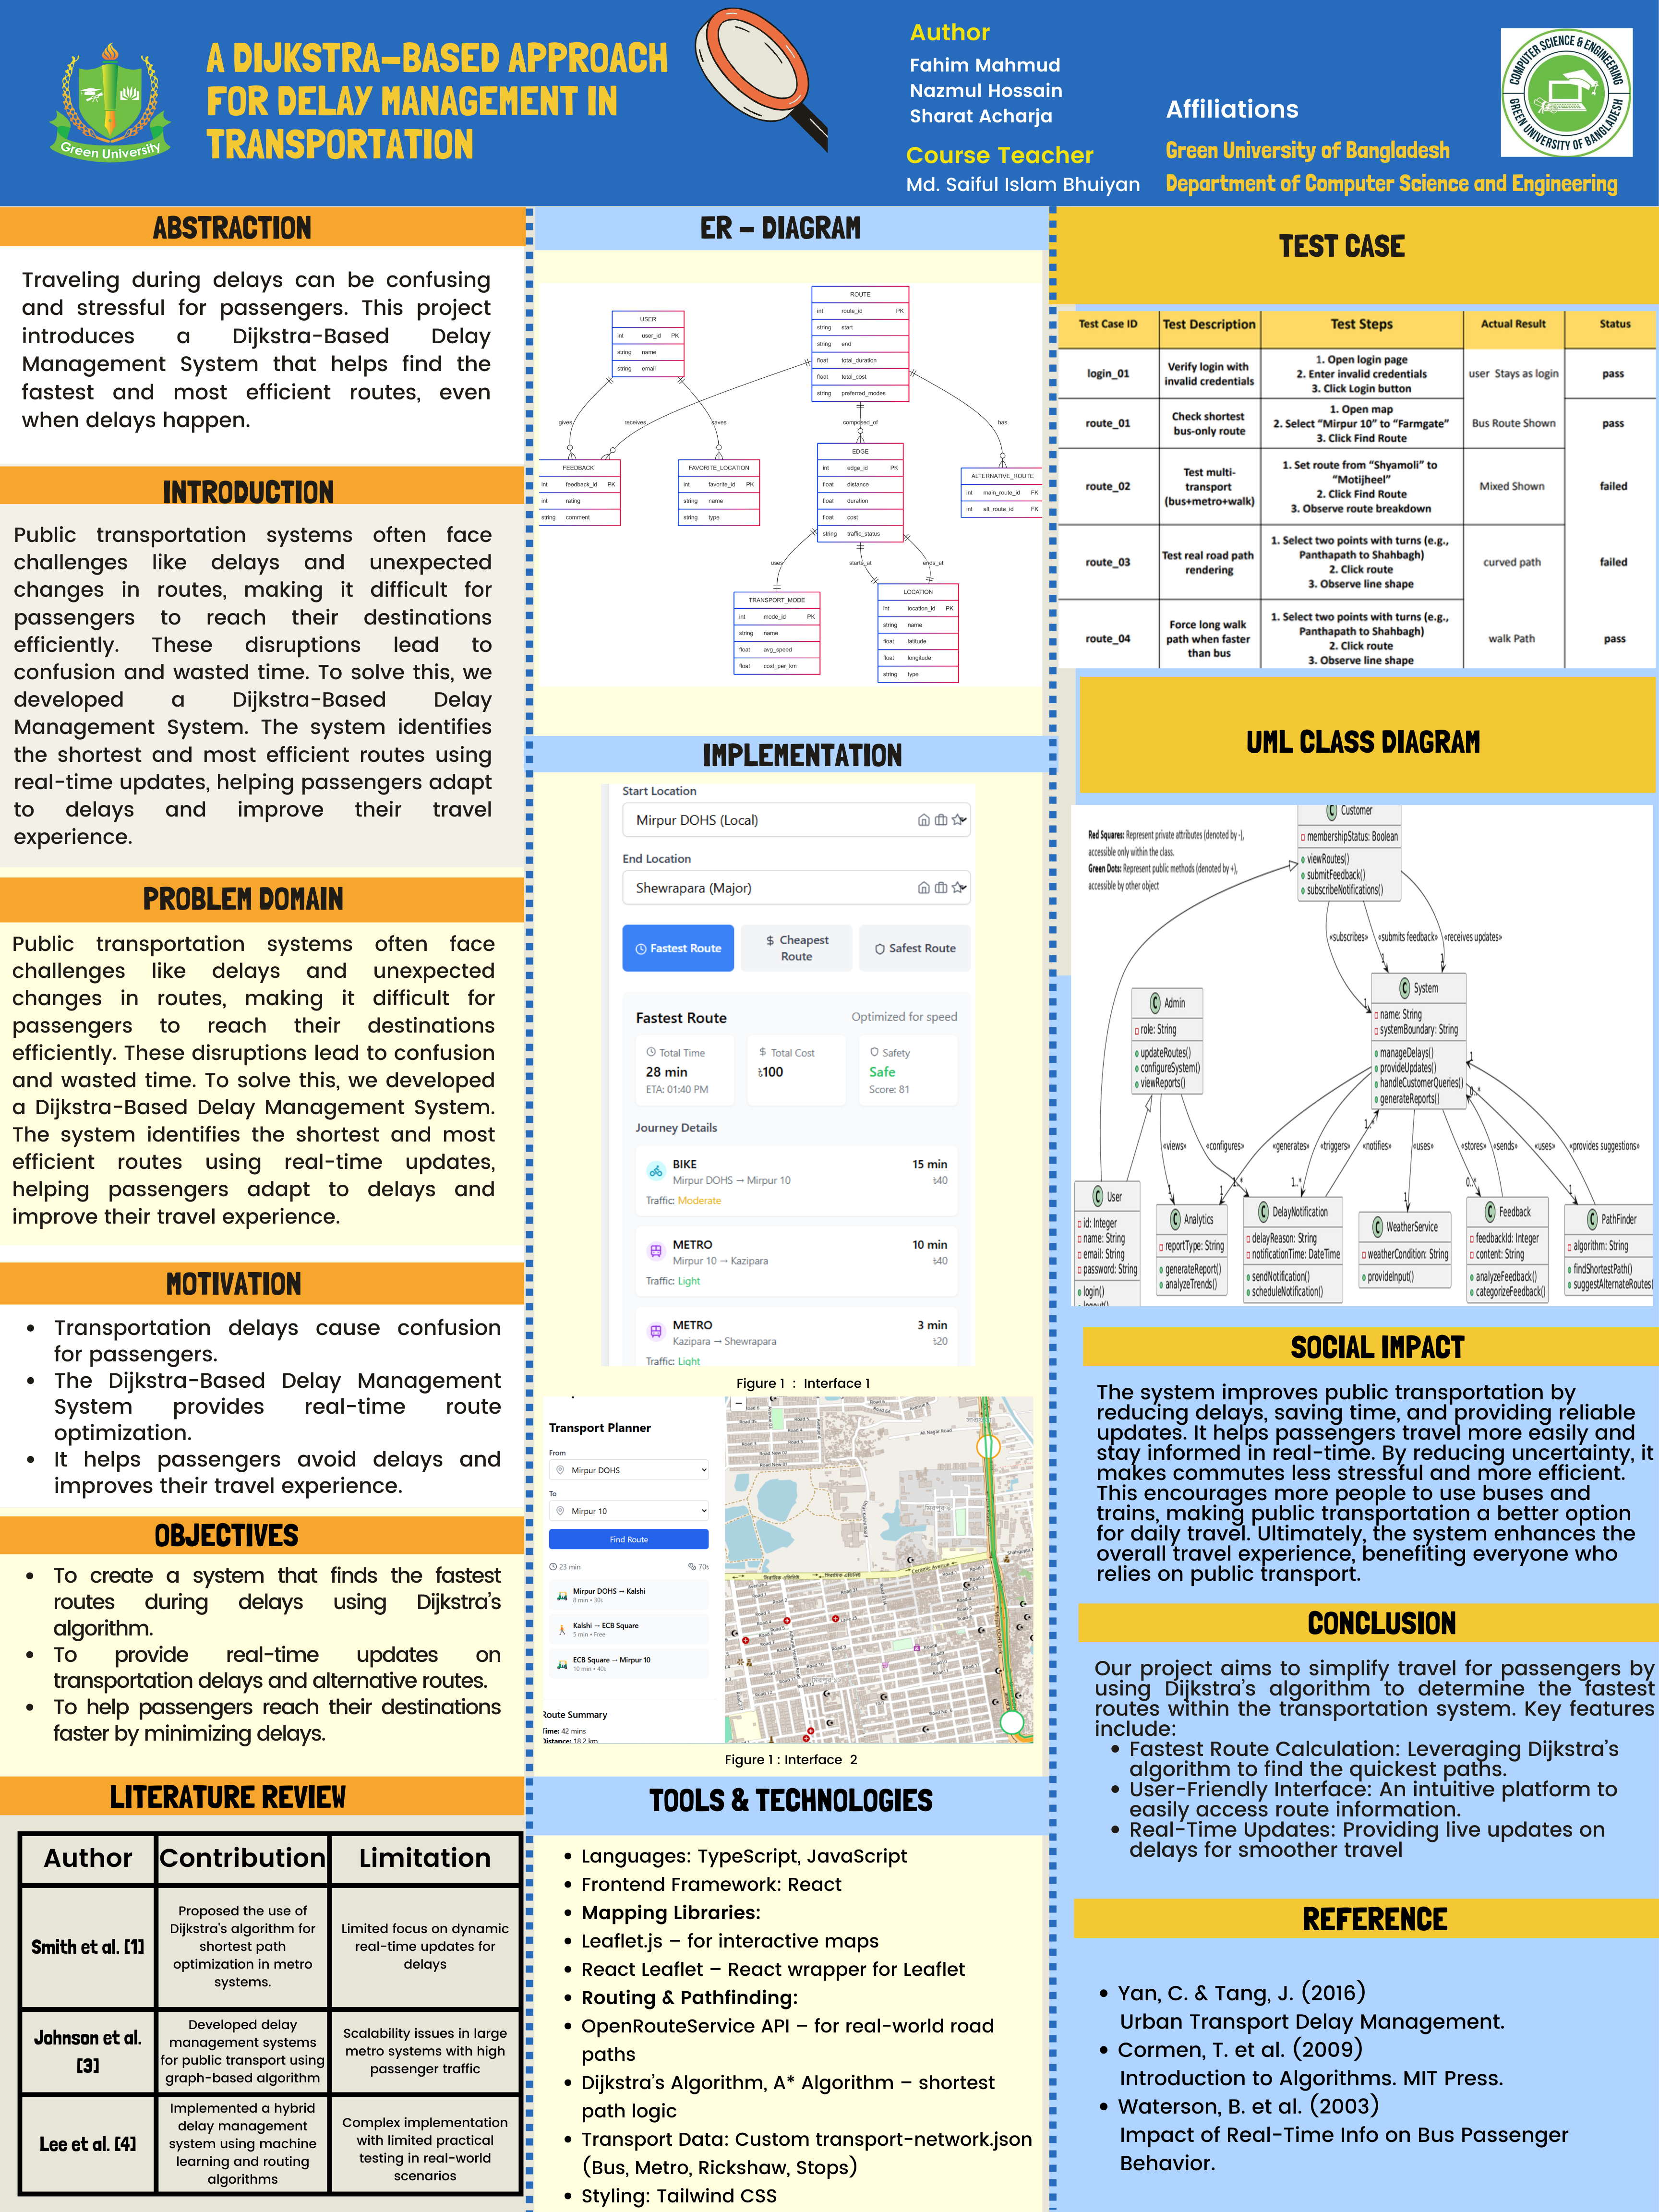 Green University
A DIJKSTRA-BASED APPROACH
FOR DELAY MANAGEMENT IN
TRANSPORTATION
Author
Fahim Mahmud
Nazmul Hossain
Sharat Acharja
Course Teacher
Md. Saiful Islam Bhuiyan
Affiliations
Green University of Bangladesh
Department of Computer Science and Engineering
COMPUTER SCIENCE & ENGINEERING
GREEN UNIVERSITY OF BANGLADESH
ABSTRACTION
Traveling during delays can be confusing
and stressful for passengers. This project
introduces a Dijkstra-Based Delay
Management System that helps find the
fastest and most efficient routes, even
when delays happen.
INTRODUCTION
Public transportation systems often face
challenges like delays and unexpected
changes in routes, making it difficult for
passengers to reach their destinations
efficiently. These disruptions lead to
confusion and wasted time. To solve this, we
developed a Dijkstra-Based Delay
Management System. The system identifies
the shortest and most efficient routes using
real-time updates, helping passengers adapt
to delays and improve their travel
experience.
PROBLEM DOMAIN
Public transportation systems often face
challenges like delays and unexpected
changes in routes, making it difficult for
passengers to reach their destinations
efficiently. These disruptions lead to confusion
and wasted time. To solve this, we developed
a Dijkstra-Based Delay Management System.
The system identifies the shortest and most
efficient routes using real-time updates,
helping passengers adapt to delays and
improve their travel experience.
MOTIVATION
• Transportation delays cause confusion
for passengers.
• The Dijkstra-Based Delay Management
System provides real-time route
optimization.
• It helps passengers avoid delays and
improves their travel experience.
OBJECTIVES
• To create a system that finds the fastest
routes during delays using Dijkstra's
algorithm.
• To provide real-time updates on
transportation delays and alternative routes.
• To help passengers reach their destinations
faster by minimizing delays.
LITERATURE REVIEW
Author Contribution Limitation
Smith et al. [1]
Proposed the use of
Dijkstra's algorithm for
shortest path
optimization in metro
systems.
Limited focus on dynamic
real-time updates for
delays
Johnson et al.
[3]
Developed delay
management systems
for public transport using
graph-based algorithm
Scalability issues in large
metro systems with high
passenger traffic
Lee et al. [4]
Implemented a hybrid
delay management
system using machine
learning and routing
algorithms
Complex implementation
with limited practical
testing in real-world
scenarios
ER - DIAGRAM
USER
int user_id PK
string name
string email
ROUTE
int route_id PK
string start
string end
float total_duration
float total_cost
string preferred_modes
gives
receives
saves
composed_of
has
FEEDBACK
int feedback_id PK
int rating
string comment
FAVORITE_LOCATION
int favorite_id PK
string name
string type
EDGE
int edge_id PK
float distance
float duration
float cost
string traffic_status
ALTERNATIVE_ROUTE
int main_route_id FK
int alt_route_id FK
uses
starts_at
ends_at
TRANSPORT_MODE
int mode_id PK
string name
float avg_speed
float cost_per_km
LOCATION
int location_id PK
string name
float latitude
float longitude
string type
IMPLEMENTATION
Start Location
Mirpur DOHS (Local)
End Location
Shewrapara (Major)
Fastest Route
$ Cheapest
Route
Safest Route
Fastest Route Optimized for speed
Total Time
28 min
ETA: 01:40 PM
$ Total Cost
৳100
Safety
Safe
Score: 81
Journey Details
BIKE 15 min
Mirpur DOHS → Mirpur 10 ৳40
Traffic: Moderate
METRO 10 min
Mirpur 10 → Kazipara ৳40
Traffic: Light
METRO 3 min
Kazipara → Shewrapara ৳20
Traffic: Light
Figure 1 : Interface 1
Transport Planner
From
Mirpur DOHS
To
Mirpur 10
Find Route
23 min 70৳
Mirpur DOHS → Kalshi
8 min • 30৳
Kalshi → ECB Square
5 min • Free
ECB Square → Mirpur 10
10 min • 40৳
Route Summary
Time: 42 mins
Distance: 18.2 km
Figure 1 : Interface 2
TOOLS & TECHNOLOGIES
• Languages: TypeScript, JavaScript
• Frontend Framework: React
• Mapping Libraries:
• Leaflet.js – for interactive maps
• React Leaflet – React wrapper for Leaflet
• Routing & Pathfinding:
• OpenRouteService API – for real-world road
paths
• Dijkstra's Algorithm, A* Algorithm – shortest
path logic
• Transport Data: Custom transport-network.json
(Bus, Metro, Rickshaw, Stops)
• Styling: Tailwind CSS
TEST CASE
Test Case ID Test Description Test Steps Actual Result Status
login_01
Verify login with
invalid credentials
1. Open login page
2. Enter invalid credentials
3. Click Login button
user Stays as login
pass
route_01
Check shortest
bus-only route
1. Open map
2. Select "Mirpur 10" to "Farmgate"
3. Click Find Route
Bus Route Shown
pass
route_02
Test multi-
transport
(bus+metro+walk)
1. Set route from "Shyamoli" to
"Motijheel"
2. Click Find Route
3. Observe route breakdown
Mixed Shown
failed
route_03
Test real road path
rendering
1. Select two points with turns (e.g.,
Panthapath to Shahbagh)
2. Click route
3. Observe line shape
curved path
failed
route_04
Force long walk
path when faster
than bus
1. Select two points with turns (e.g.,
Panthapath to Shahbagh)
2. Click route
3. Observe line shape
walk Path
pass
UML CLASS DIAGRAM
Red Squares: Represent private attributes (denoted by -),
accessible only within the class.
Green Dots: Represent public methods (denoted by +),
accessible by other object
C Customer
membershipStatus: Boolean
viewRoutes()
submitFeedback()
subscribeNotifications()
«subscribes» «submits feedback» «receives updates»
C System
name: String
systemBoundary: String
manageDelays()
provideUpdates()
handleCustomerQueries()
generateReports()
C Admin
role: String
updateRoutes()
configureSystem()
viewReports()
«views» «configures» «generates» «triggers» «notifies» «uses» «stores» «sends» «uses» «provides suggestions»
C User
id: Integer
name: String
email: String
password: String
login()
logout()
C Analytics
reportType: String
generateReport()
analyzeTrends()
C DelayNotification
delayReason: String
notificationTime: DateTime
sendNotification()
scheduleNotification()
C WeatherService
weatherCondition: String
provideInput()
C Feedback
feedbackId: Integer
content: String
analyzeFeedback()
categorizeFeedback()
C PathFinder
algorithm: String
findShortestPath()
suggestAlternateRoutes(
SOCIAL IMPACT
The system improves public transportation by
reducing delays, saving time, and providing reliable
updates. It helps passengers travel more easily and
stay informed in real-time. By reducing uncertainty, it
makes commutes less stressful and more efficient.
This encourages more people to use buses and
trains, making public transportation a better option
for daily travel. Ultimately, the system enhances the
overall travel experience, benefiting everyone who
relies on public transport.
CONCLUSION
Our project aims to simplify travel for passengers by
using Dijkstra's algorithm to determine the fastest
routes within the transportation system. Key features
include:
• Fastest Route Calculation: Leveraging Dijkstra's
algorithm to find the quickest paths.
• User-Friendly Interface: An intuitive platform to
easily access route information.
• Real-Time Updates: Providing live updates on
delays for smoother travel
REFERENCE
• Yan, C. & Tang, J. (2016)
Urban Transport Delay Management.
• Cormen, T. et al. (2009)
Introduction to Algorithms. MIT Press.
• Waterson, B. et al. (2003)
Impact of Real-Time Info on Bus Passenger
Behavior.